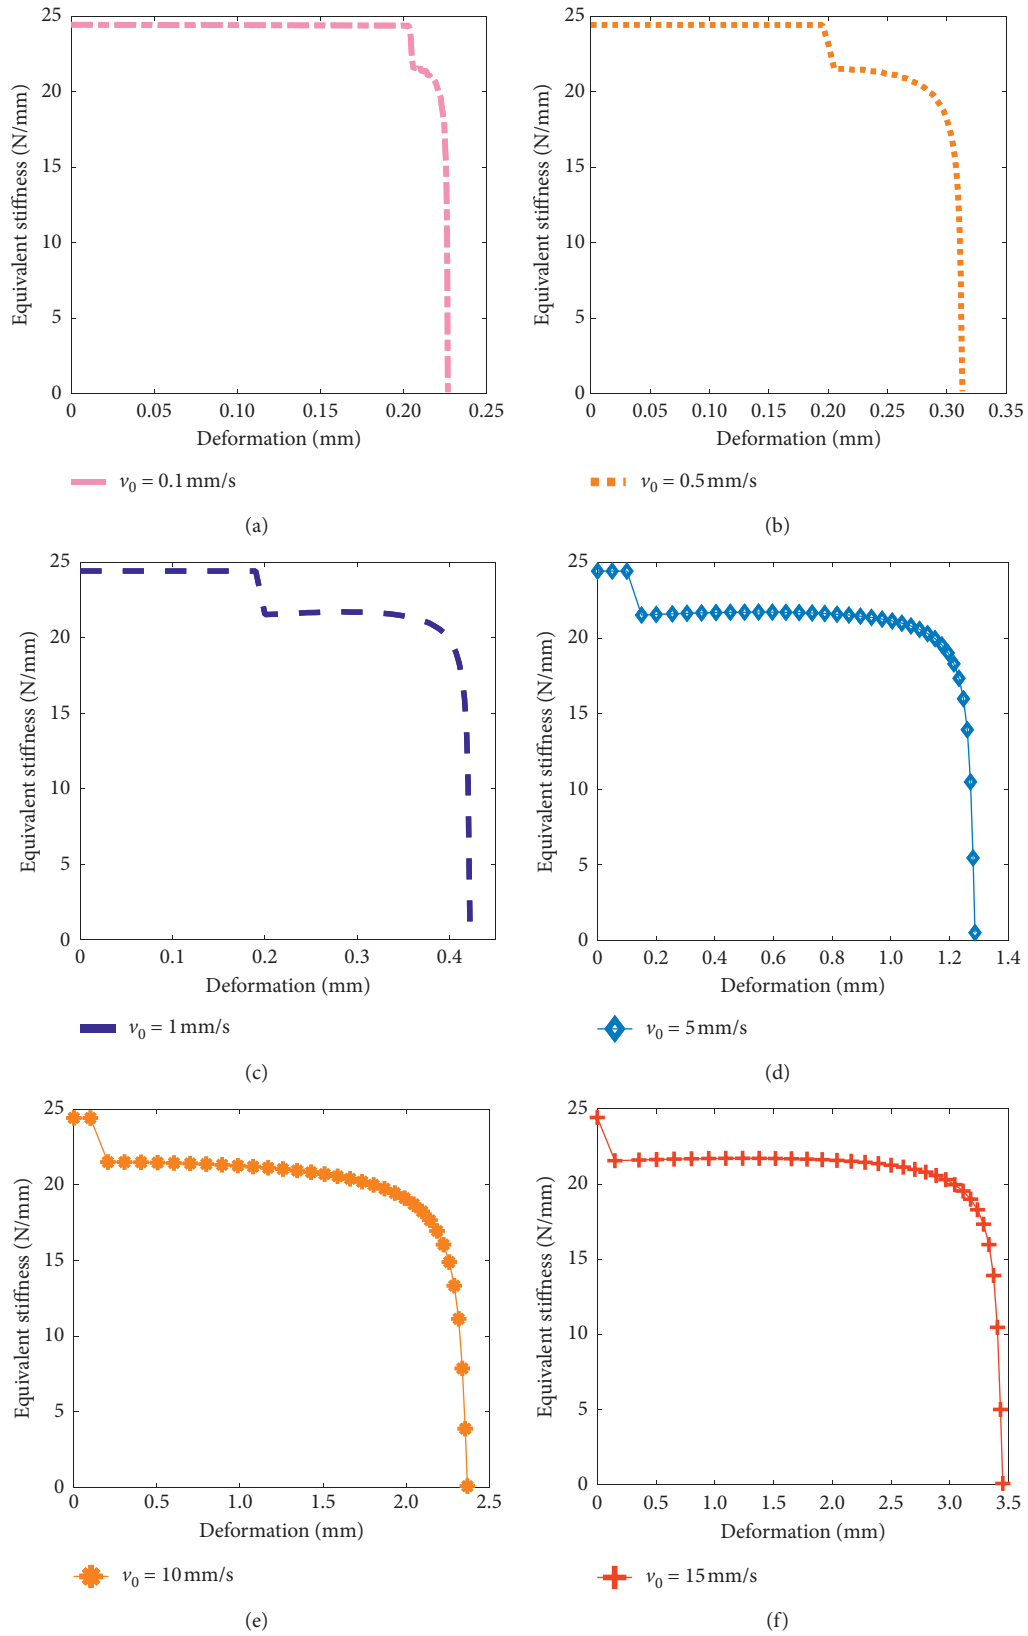 25
20
15
10
5
0
Equivalent stiffness (N/mm)
0 0.05 0.10 0.15 0.20 0.25
Deformation (mm)
v0 = 0.1 mm/s
(a)
25
20
15
10
5
0
Equivalent stiffness (N/mm)
0 0.05 0.10 0.15 0.20 0.25 0.30 0.35
Deformation (mm)
v0 = 0.5 mm/s
(b)
25
20
15
10
5
0
Equivalent stiffness (N/mm)
0 0.1 0.2 0.3 0.4
Deformation (mm)
v0 = 1 mm/s
(c)
25
20
15
10
5
0
Equivalent stiffness (N/mm)
0 0.2 0.4 0.6 0.8 1.0 1.2 1.4
Deformation (mm)
v0 = 5 mm/s
(d)
25
20
15
10
5
0
Equivalent stiffness (N/mm)
0 0.5 1.0 1.5 2.0 2.5
Deformation (mm)
v0 = 10 mm/s
(e)
25
20
15
10
5
0
Equivalent stiffness (N/mm)
0 0.5 1.0 1.5 2.0 2.5 3.0 3.5
Deformation (mm)
v0 = 15 mm/s
(f)